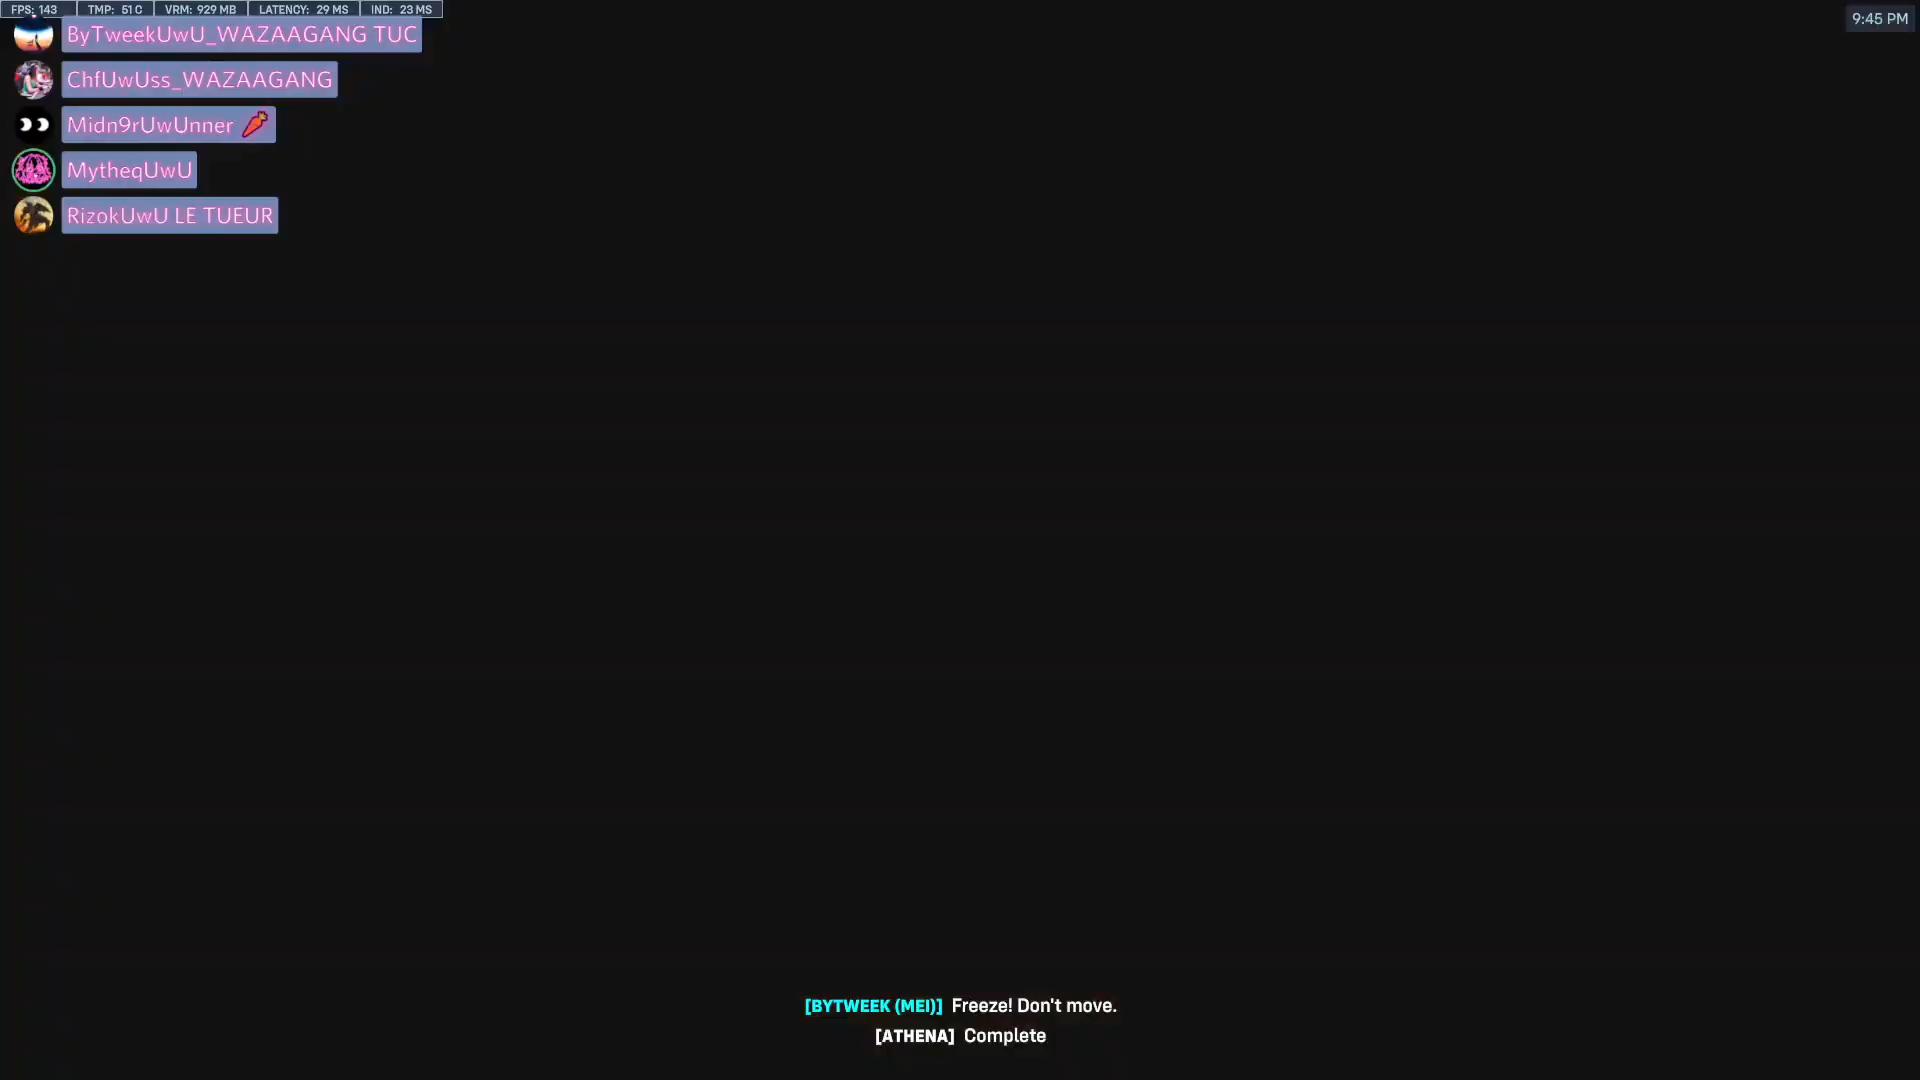 FPS: 143 TMP: 51 C VRM: 929 MB LATENCY: 29 MS IND: 23 MS
9:45 PM
ByTweekUwU_WAZAAGANG TUC
ChfUwUss_WAZAAGANG
Midn9rUwUnner 🥕
MytheqUwU
RizokUwU LE TUEUR
[BYTWEEK (MEI)] Freeze! Don't move.
[ATHENA] Complete